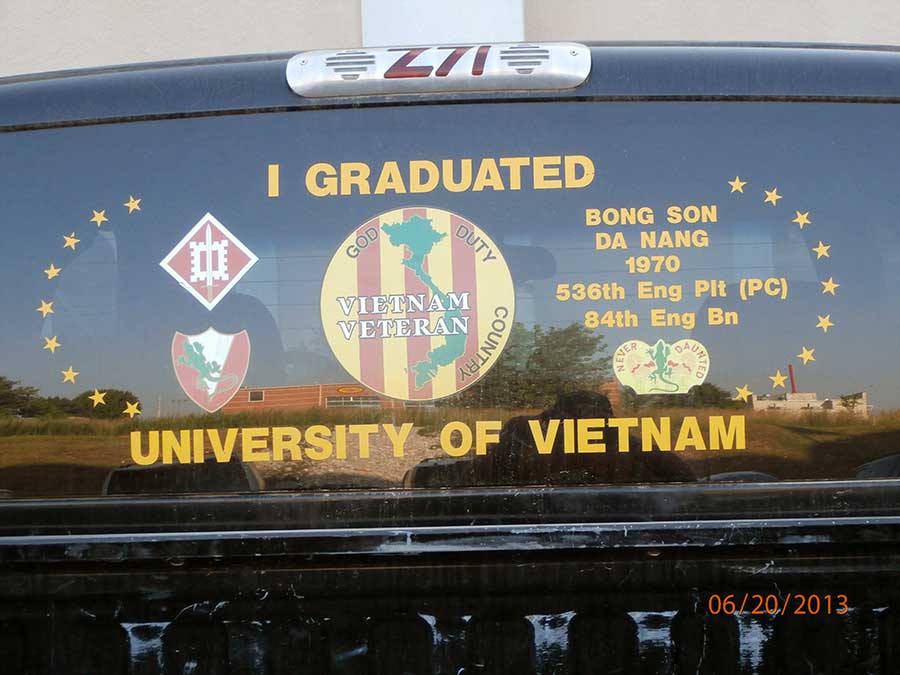 Z71
I GRADUATED
GOD DUTY COUNTRY
VIETNAM
VETERAN
BONG SON
DA NANG
1970
536th Eng Plt (PC)
84th Eng Bn
NEVER DAUNTED
UNIVERSITY OF VIETNAM
06/20/2013